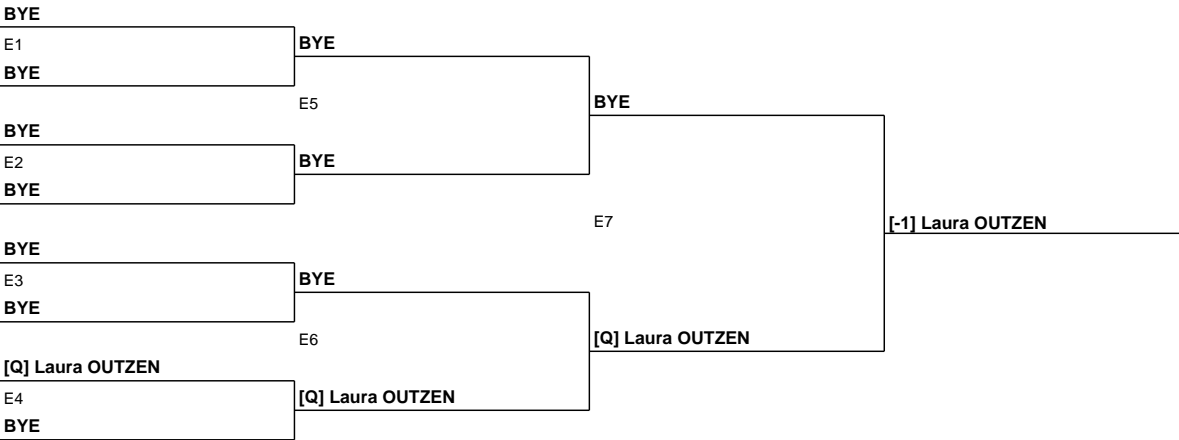 BYE
E1
BYE
BYE
E5
BYE
BYE
E2
BYE
BYE
E7
[-1] Laura OUTZEN
BYE
E3
BYE
BYE
E6
[Q] Laura OUTZEN
[Q] Laura OUTZEN
E4
[Q] Laura OUTZEN
BYE